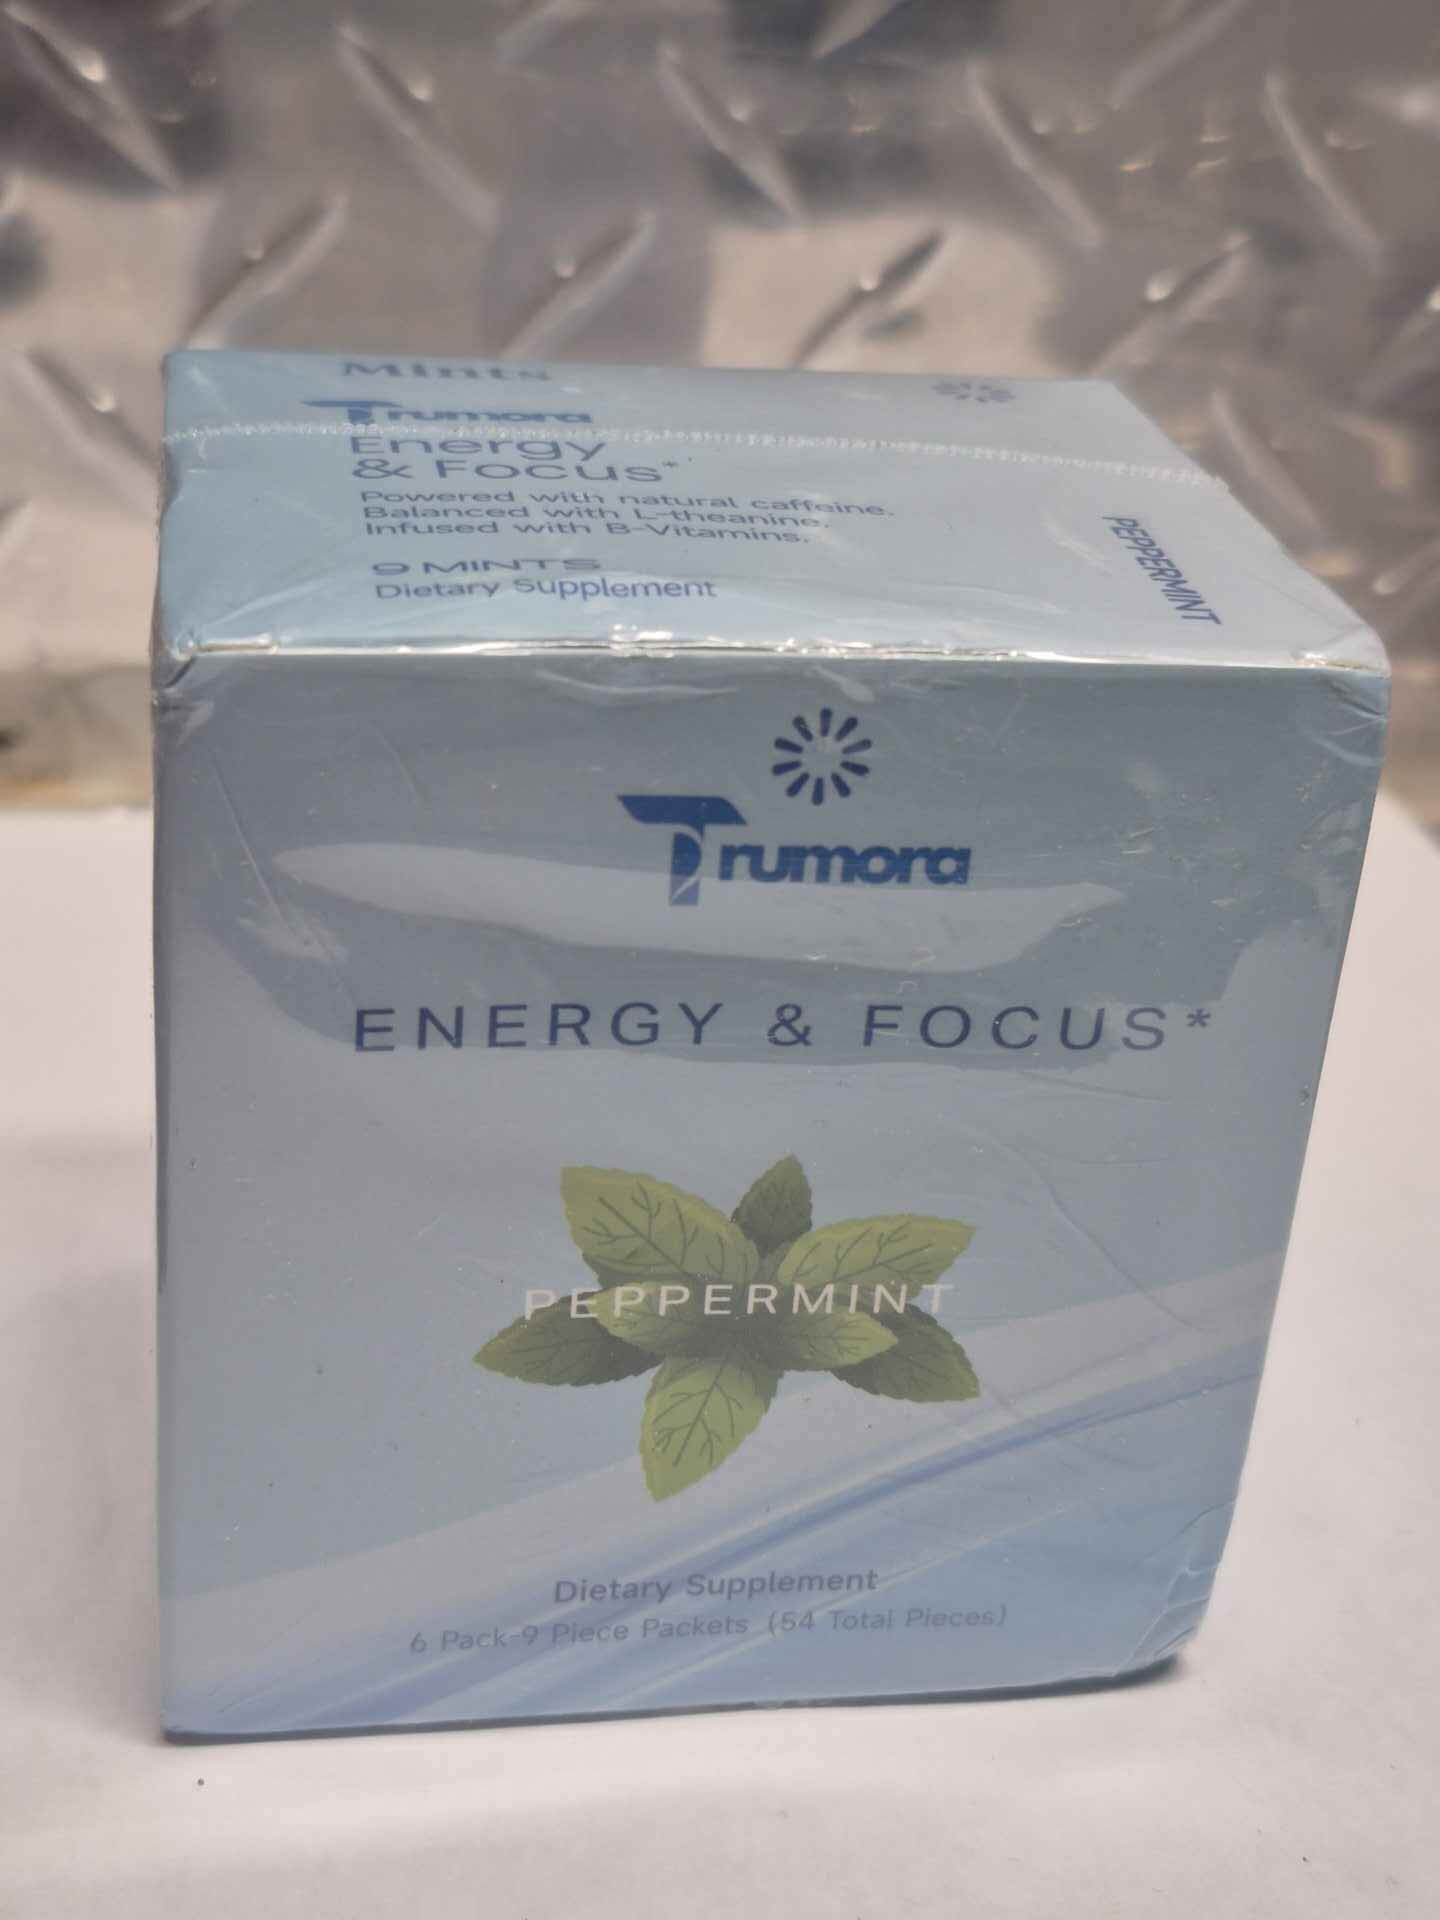 Mints
Trumora
Energy
& Focus*
Powered with natural caffeine.
Balanced with L-theanine.
Infused with B-Vitamins.
9 MINTS
Dietary Supplement
PEPPERMINT
Trumora
ENERGY & FOCUS*
PEPPERMINT
Dietary Supplement
6 Pack-9 Piece Packets (54 Total Pieces)